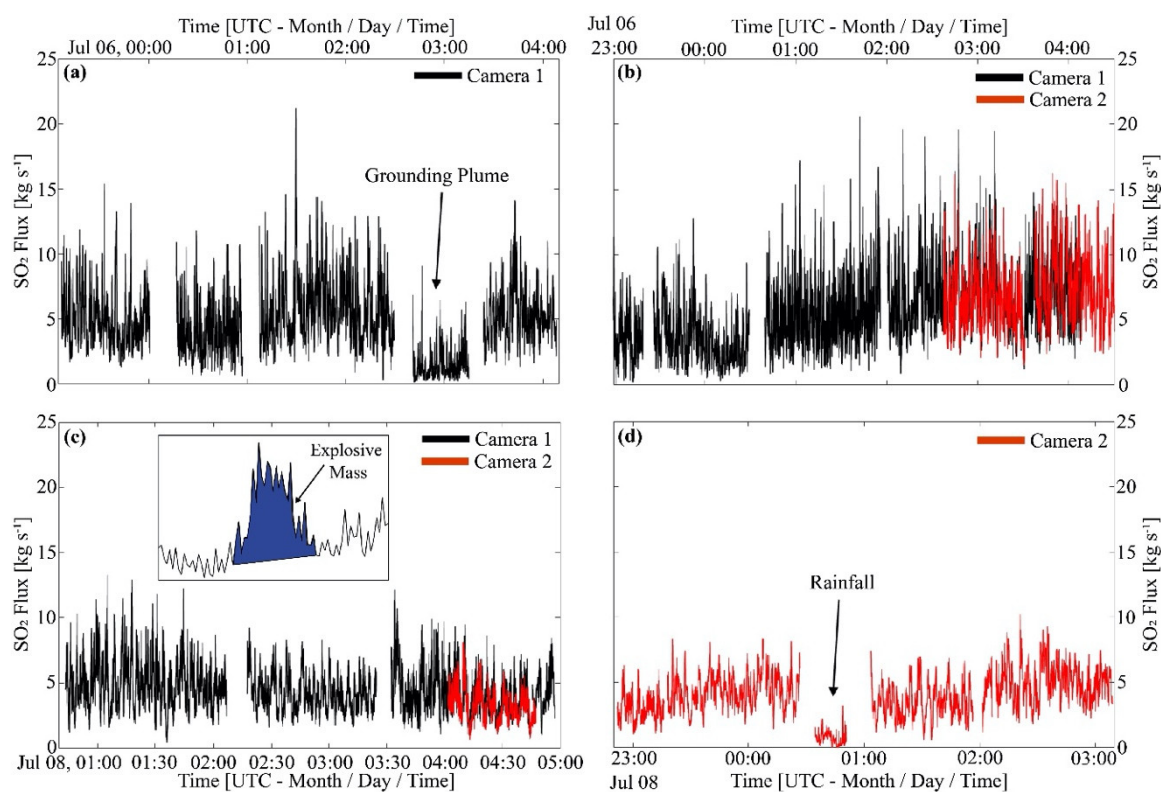 Time [UTC - Month / Day / Time]
Jul 06, 00:00 01:00 02:00 03:00 04:00
25
20
15
10
5
0
SO₂ Flux [kg s⁻¹]
(a)
Camera 1
Grounding Plume
Time [UTC - Month / Day / Time]
Jul 06
23:00 00:00 01:00 02:00 03:00 04:00
(b)
Camera 1
Camera 2
25
20
15
10
5
0
SO₂ Flux [kg s⁻¹]
25
20
15
10
5
0
SO₂ Flux [kg s⁻¹]
(c)
Camera 1
Camera 2
Explosive
Mass
Jul 08, 01:00 01:30 02:00 02:30 03:00 03:30 04:00 04:30 05:00
Time [UTC - Month / Day / Time]
(d)
Camera 2
Rainfall
25
20
15
10
5
0
SO₂ Flux [kg s⁻¹]
23:00 00:00 01:00 02:00 03:00
Jul 08
Time [UTC - Month / Day / Time]